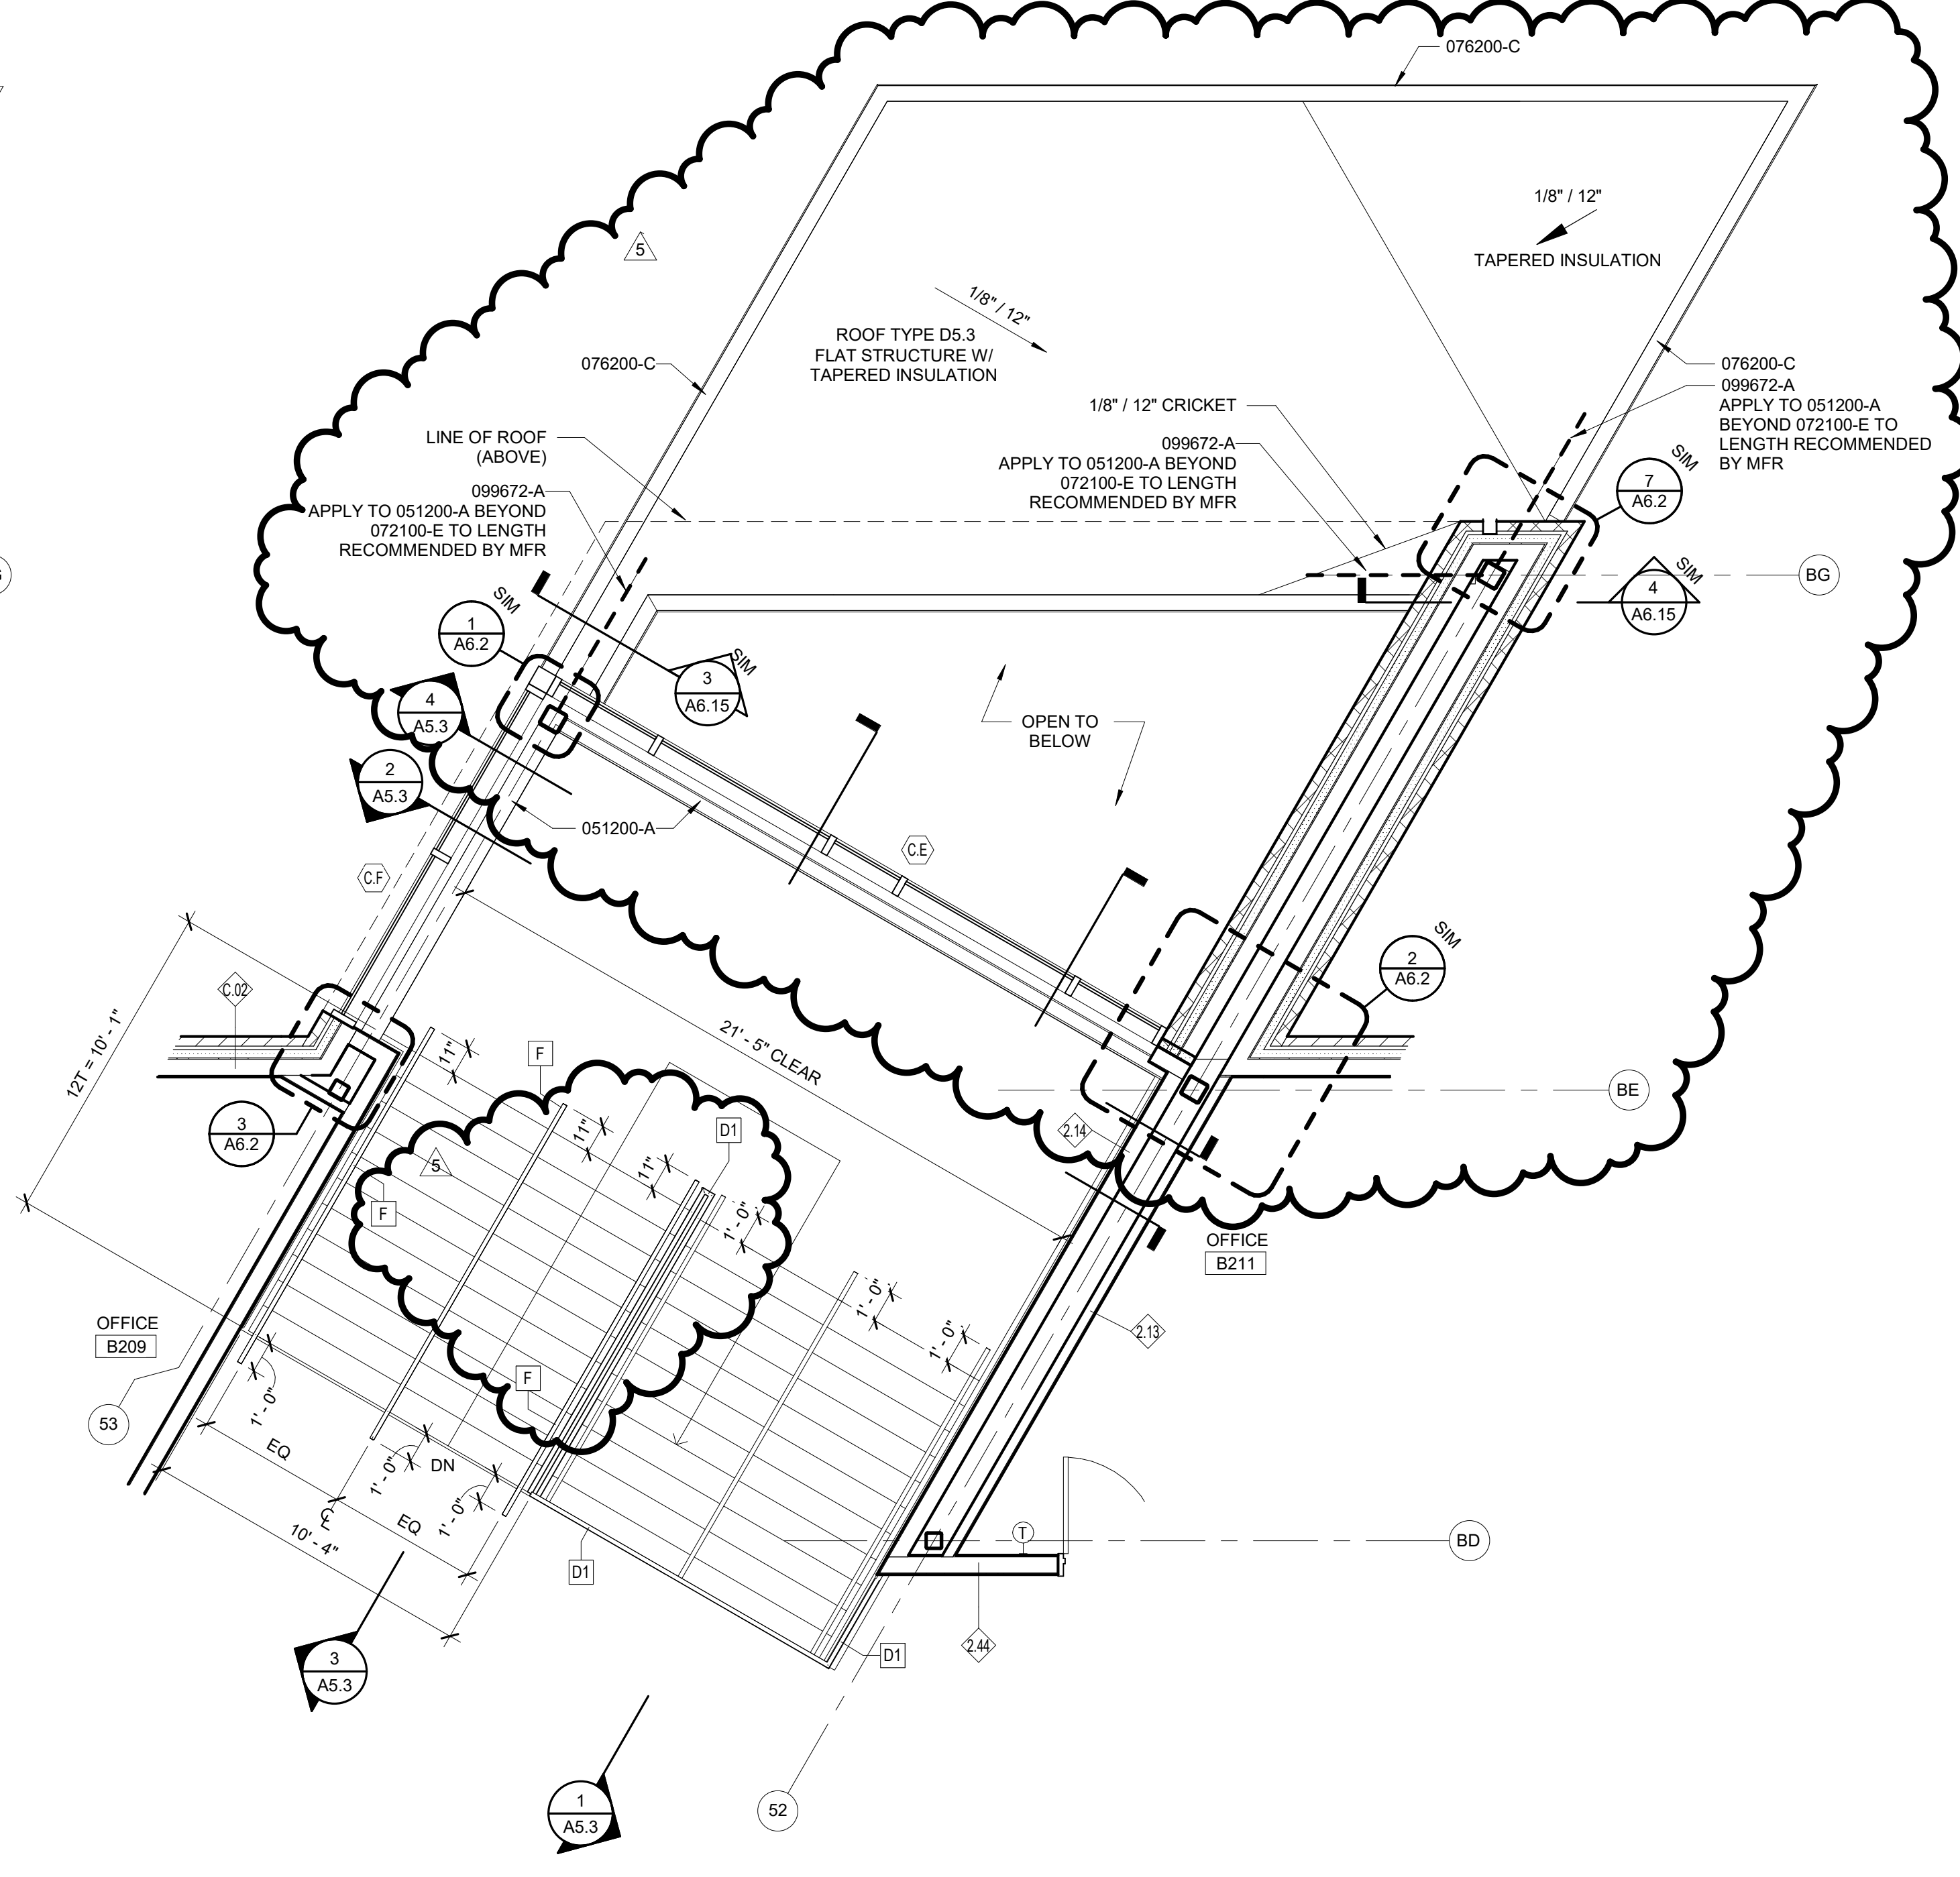 076200-C
1/8" / 12"
TAPERED INSULATION
5
1/8" / 12"
ROOF TYPE D5.3
FLAT STRUCTURE W/
TAPERED INSULATION
076200-C
076200-C
099672-A
APPLY TO 051200-A
BEYOND 072100-E TO
LENGTH RECOMMENDED
BY MFR
1/8" / 12" CRICKET
099672-A
APPLY TO 051200-A BEYOND
072100-E TO LENGTH
RECOMMENDED BY MFR
LINE OF ROOF
(ABOVE)
099672-A
APPLY TO 051200-A BEYOND
072100-E TO LENGTH
RECOMMENDED BY MFR
SIM
7
A6.2
BG
SIM
4
A6.15
SIM
1
A6.2
SIM
3
A6.15
4
A5.3
OPEN TO
BELOW
2
A5.3
051200-A
C.E
C.F
SIM
2
A6.2
C.02
12T = 10' - 1"
21' - 5" CLEAR
11"
F
11"
D1
11"
BE
2.14
3
A6.2
5
F
1' - 0"
OFFICE
B211
1' - 0"
1' - 0"
2.13
OFFICE
B209
F
53
1' - 0"
EQ
1' - 0"
DN
1' - 0"
CL
EQ
10' - 4"
T
BD
D1
2.44
D1
3
A5.3
1
A5.3
52